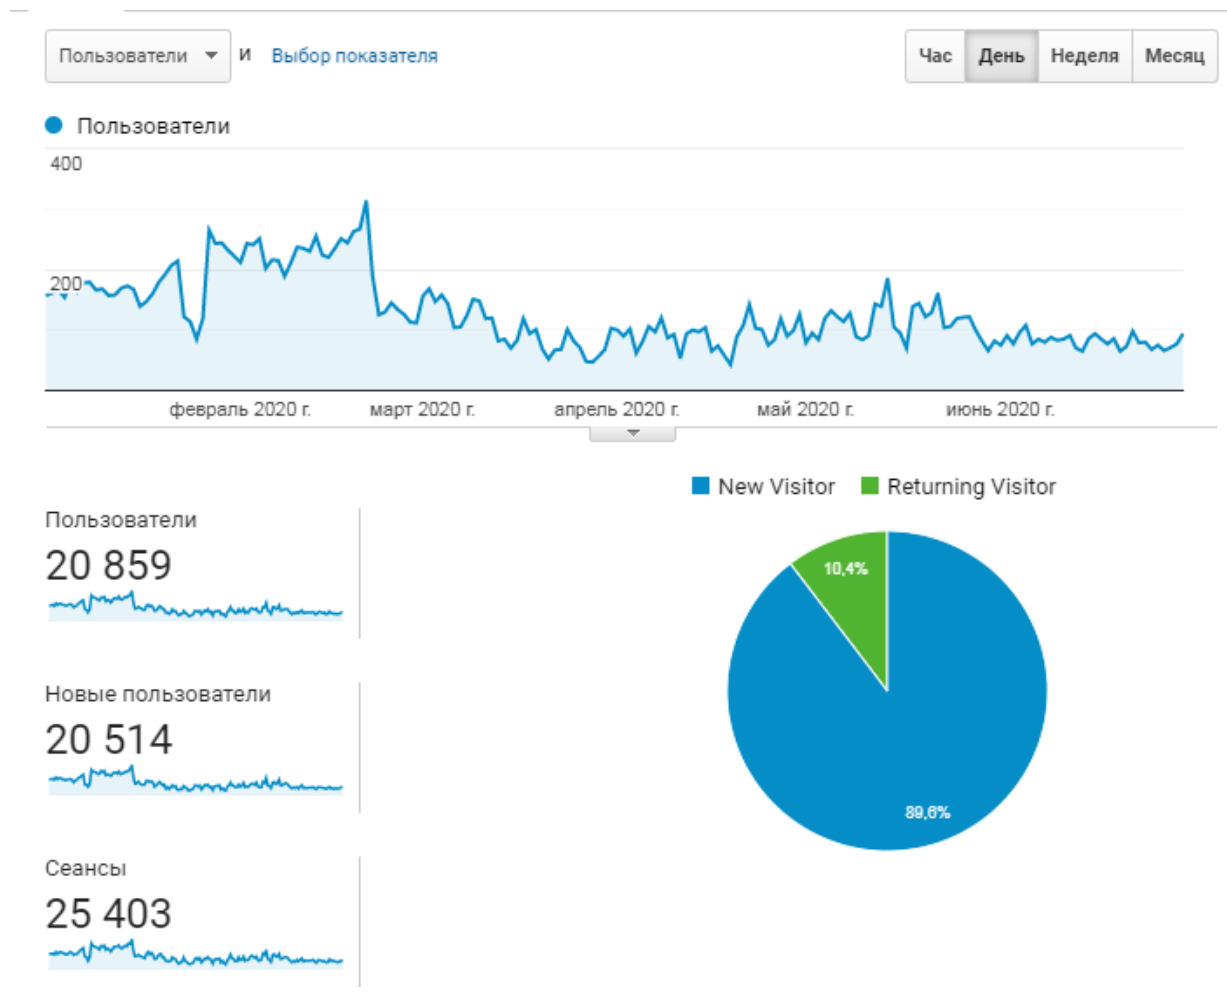 Пользователи и Выбор показателя Час День Неделя Месяц
Пользователи
400
200
февраль 2020 г. март 2020 г. апрель 2020 г. май 2020 г. июнь 2020 г.
New Visitor Returning Visitor
10,4%
89,6%
Пользователи
20 859
Новые пользователи
20 514
Сеансы
25 403